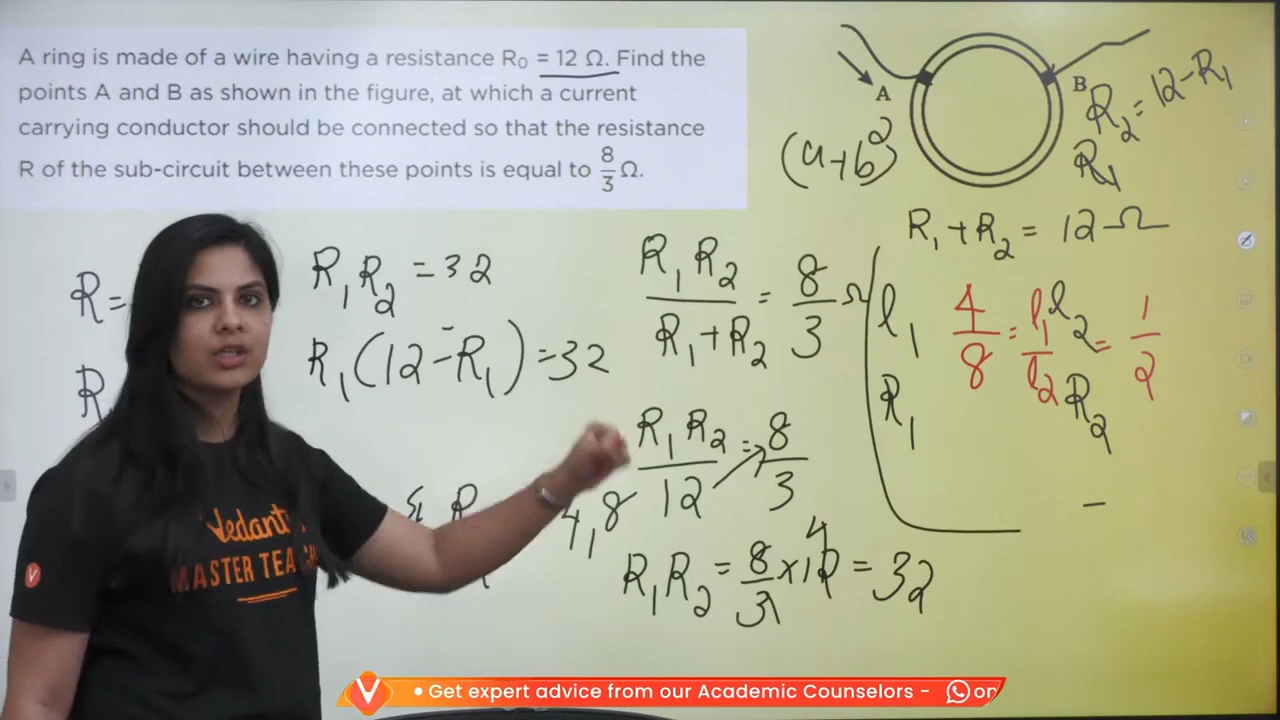 A ring is made of a wire having a resistance R₀ = 12 Ω. Find the
points A and B as shown in the figure, at which a current
carrying conductor should be connected so that the resistance
R of the sub-circuit between these points is equal to 8/3 Ω.
A
B
R₂ = 12-R₁
R₁
(a+b)²
R₁ + R₂ = 12 Ω
R =
R₁R₂ = 32
R₁R₂/R₁+R₂ = 8/3 Ω
l₁ l₂
4/8 = l₁/l₂ = 1/2
R₁(12-R₁) = 32
R₁ R₂
R₁R₂/12 = 8/3
4,8
R₁R₂ = 8/3 x 12 = 32
4
Vedant
MASTER TEA
• Get expert advice from our Academic Counselors -